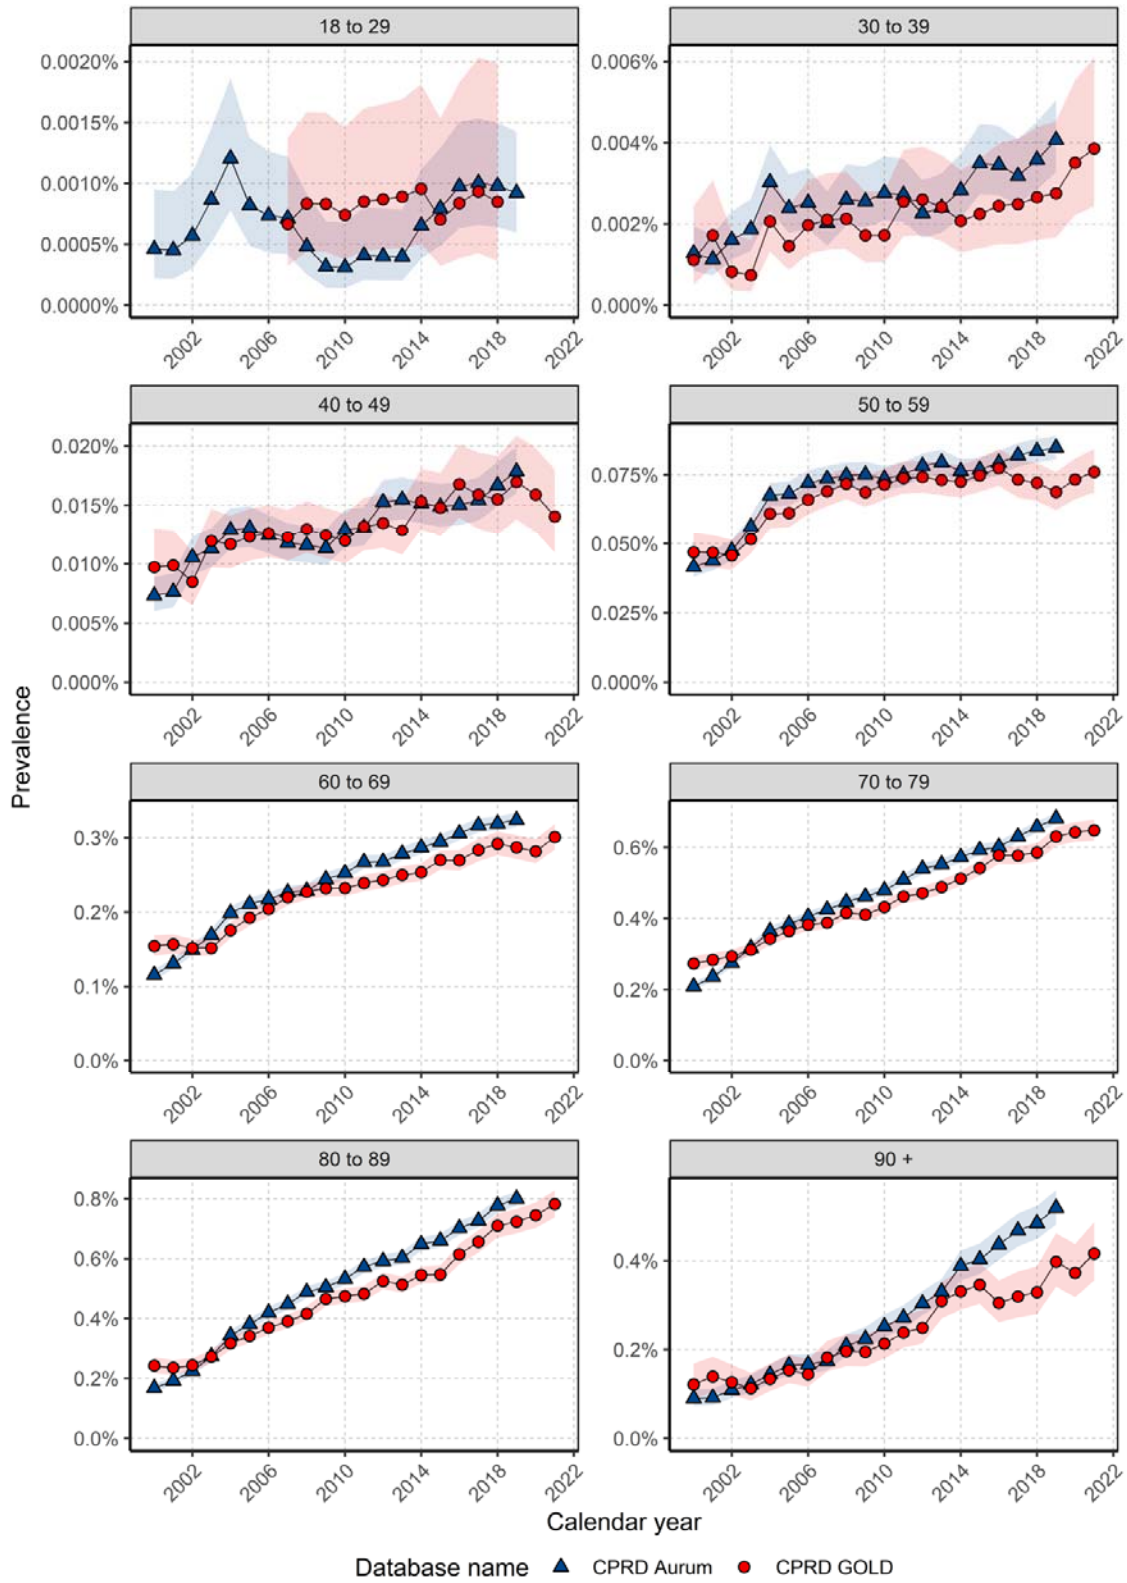 18 to 29
0.0020%
0.0015%
0.0010%
0.0005%
0.0000%
2002 2006 2010 2014 2018 2022
30 to 39
0.006%
0.004%
0.002%
0.000%
2002 2006 2010 2014 2018 2022
40 to 49
0.020%
0.015%
0.010%
0.005%
0.000%
2002 2006 2010 2014 2018 2022
50 to 59
0.075%
0.050%
0.025%
0.000%
2002 2006 2010 2014 2018 2022
Prevalence
60 to 69
0.3%
0.2%
0.1%
0.0%
2002 2006 2010 2014 2018 2022
70 to 79
0.6%
0.4%
0.2%
0.0%
2002 2006 2010 2014 2018 2022
80 to 89
0.8%
0.6%
0.4%
0.2%
0.0%
2002 2006 2010 2014 2018 2022
90 +
0.4%
0.2%
0.0%
2002 2006 2010 2014 2018 2022
Calendar year
Database name CPRD Aurum CPRD GOLD